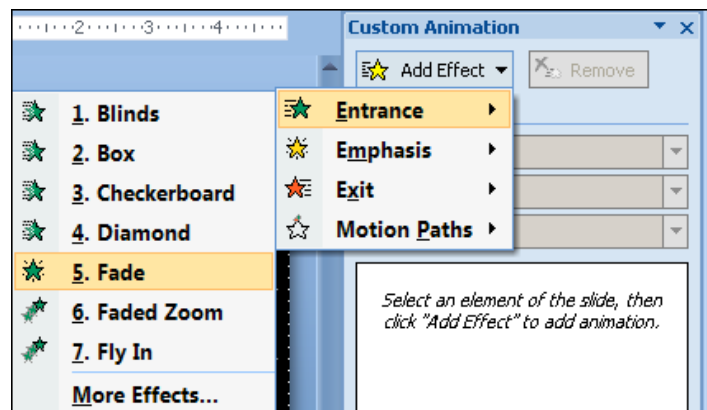 2 3 4
Custom Animation
Add Effect
Remove
Entrance
Emphasis
Exit
Motion Paths
1. Blinds
2. Box
3. Checkerboard
4. Diamond
5. Fade
6. Faded Zoom
7. Fly In
More Effects...
Select an element of the slide, then
click "Add Effect" to add animation.